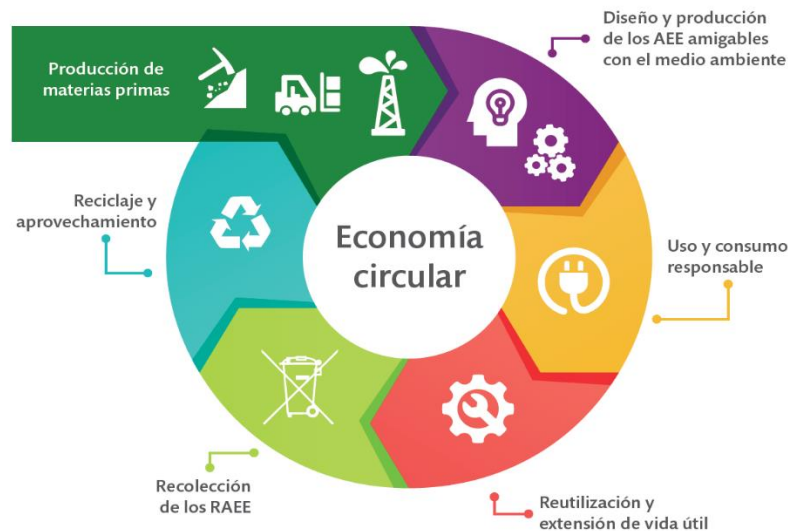 Producción de
materias primas
Diseño y producción
de los AEE amigables
con el medio ambiente
Uso y consumo
responsable
Reutilización y
extensión de vida útil
Recolección
de los RAEE
Reciclaje y
aprovechamiento
Economía
circular